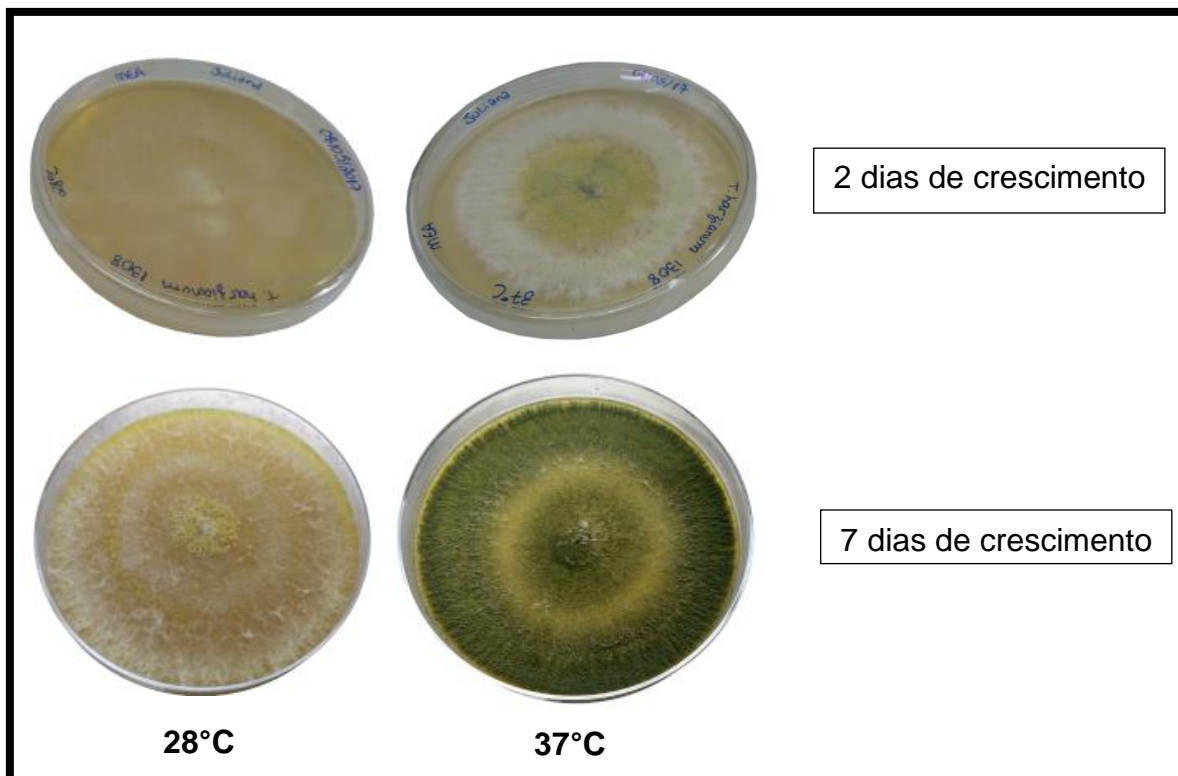 MEA
Juliana
T. harzianum 1308
Juliana
MEA
37°C
T. harzianum 1308
2 dias de crescimento
7 dias de crescimento
28°C
37°C